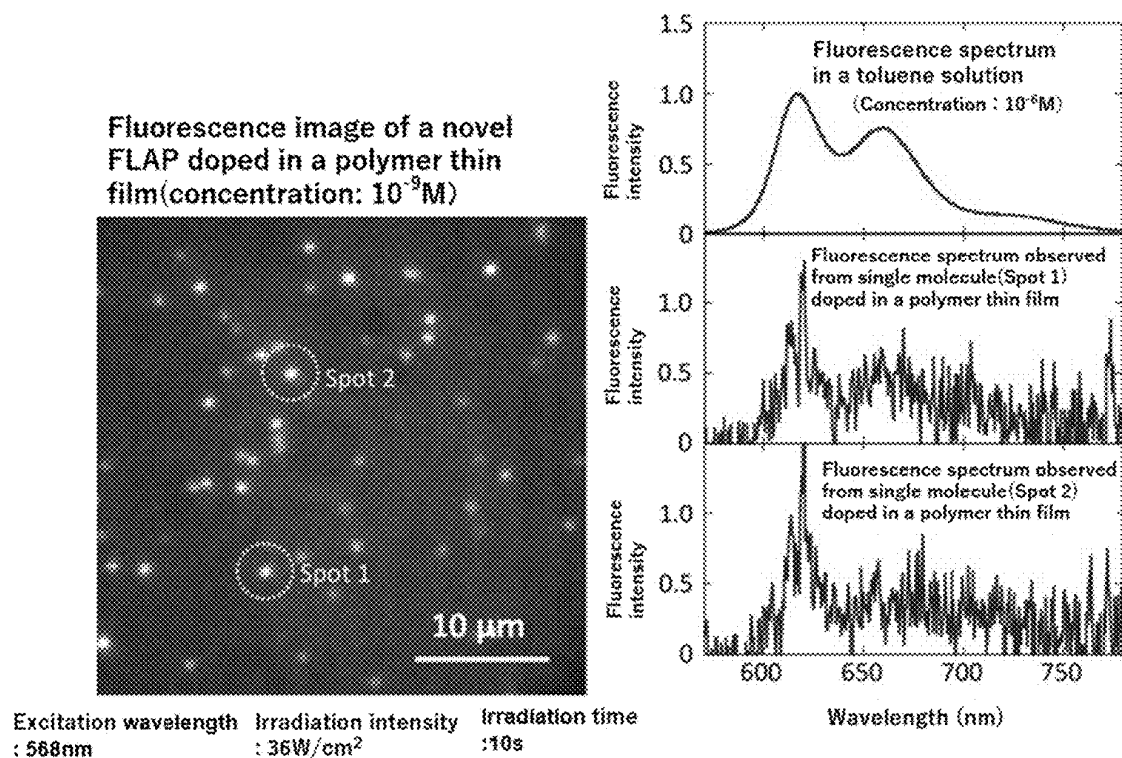 Fluorescence image of a novel
FLAP doped in a polymer thin
film(concentration: 10⁻⁹M)
Spot 2
Spot 1
10 μm
Excitation wavelength
: 568nm
Irradiation intensity
: 36W/cm²
Irradiation time
:10s
Fluorescence
intensity
1.5
1.0
0.5
0
Fluorescence spectrum
in a toluene solution
(Concentration : 10⁻⁶M)
Fluorescence
intensity
1.0
0.5
0
Fluorescence spectrum observed
from single molecule(Spot 1)
doped in a polymer thin film
Fluorescence
intensity
1.0
0.5
0
Fluorescence spectrum observed
from single molecule(Spot 2)
doped in a polymer thin film
600 650 700 750
Wavelength (nm)